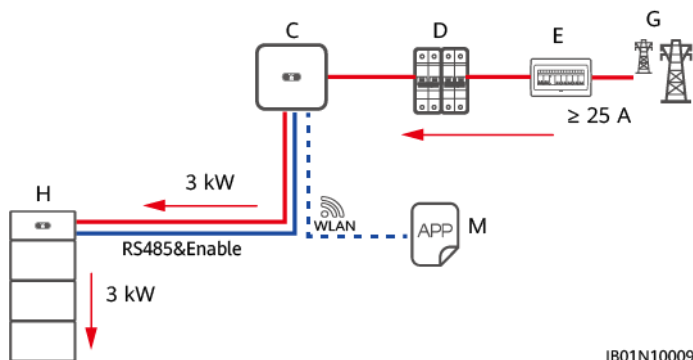 C
D
E
G
≥ 25 A
H
3 kW
WLAN
APP
M
RS485&Enable
3 kW
IB01N10009